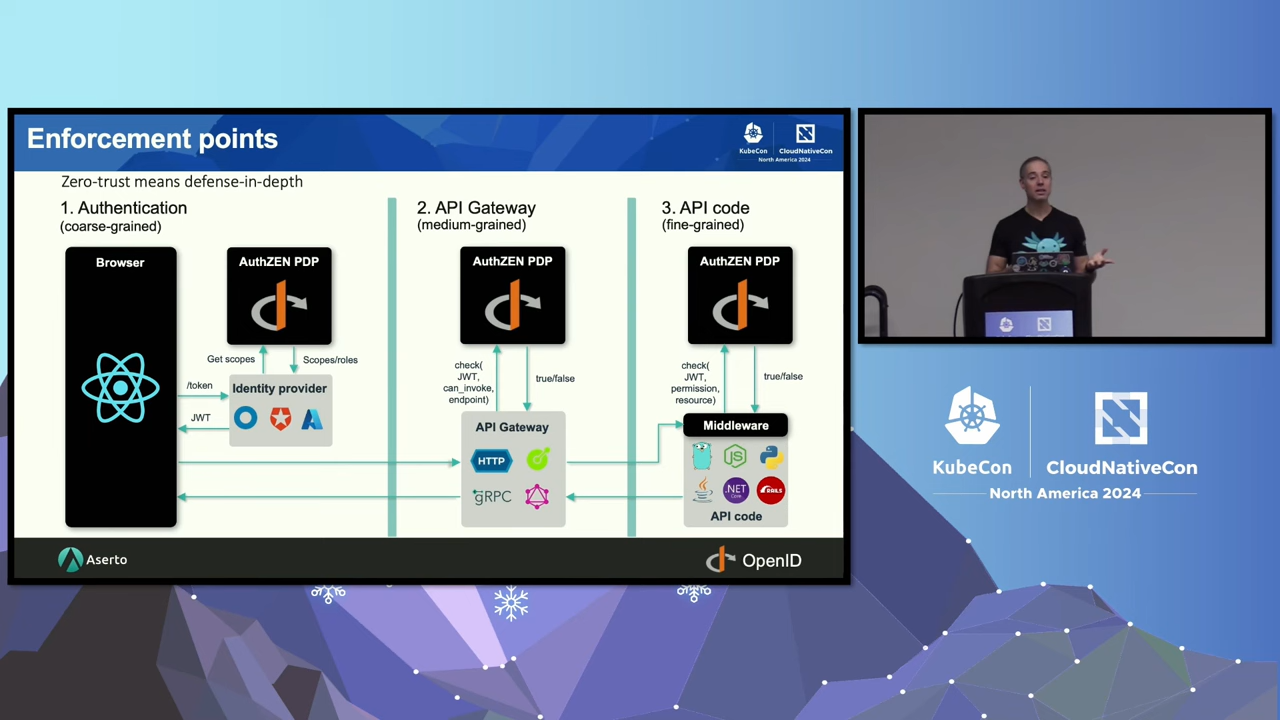 Enforcement points
KubeCon
CloudNativeCon
North America 2024
Zero-trust means defense-in-depth
1. Authentication
(coarse-grained)
Browser
AuthZEN PDP
Get scopes
Scopes/roles
/token
JWT
Identity provider
2. API Gateway
(medium-grained)
AuthZEN PDP
check(
JWT,
can_invoke,
endpoint)
true/false
API Gateway
HTTP
gRPC
3. API code
(fine-grained)
AuthZEN PDP
check(
JWT,
permission,
resource)
true/false
Middleware
JS
Java
.NET
Core
RAILS
API code
Aserto
OpenID
KubeCon
CloudNativeCon
North America 2024